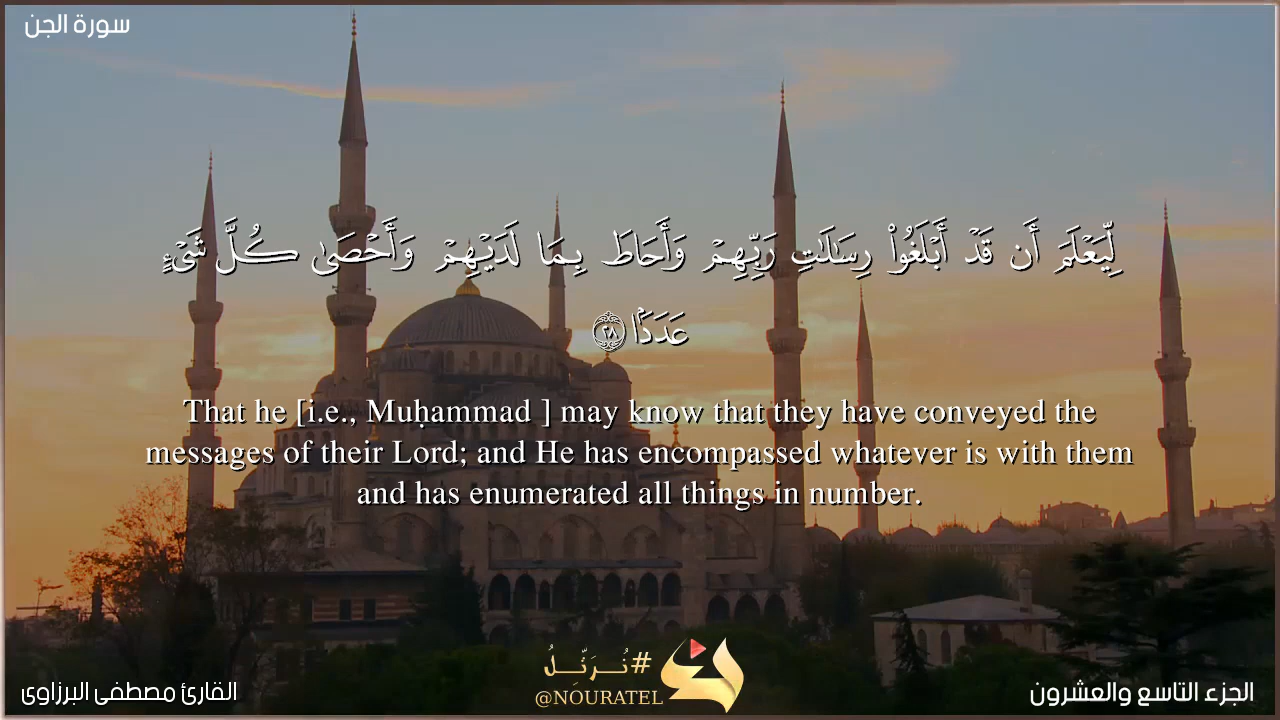 سورة الجن
لِّيَعْلَمَ أَن قَدْ أَبْلَغُوا۟ رِسَـٰلَـٰتِ رَبِّهِمْ وَأَحَاطَ بِمَا لَدَيْهِمْ وَأَحْصَىٰ كُلَّ شَىْءٍ
عَدَدًۢا ٢٨
That he [i.e., Muḥammad ] may know that they have conveyed the
messages of their Lord; and He has encompassed whatever is with them
and has enumerated all things in number.
#نُرَتِّلُ
@NOURATEL
الجزء التاسع والعشرون
القارئ مصطفى البرزاوى